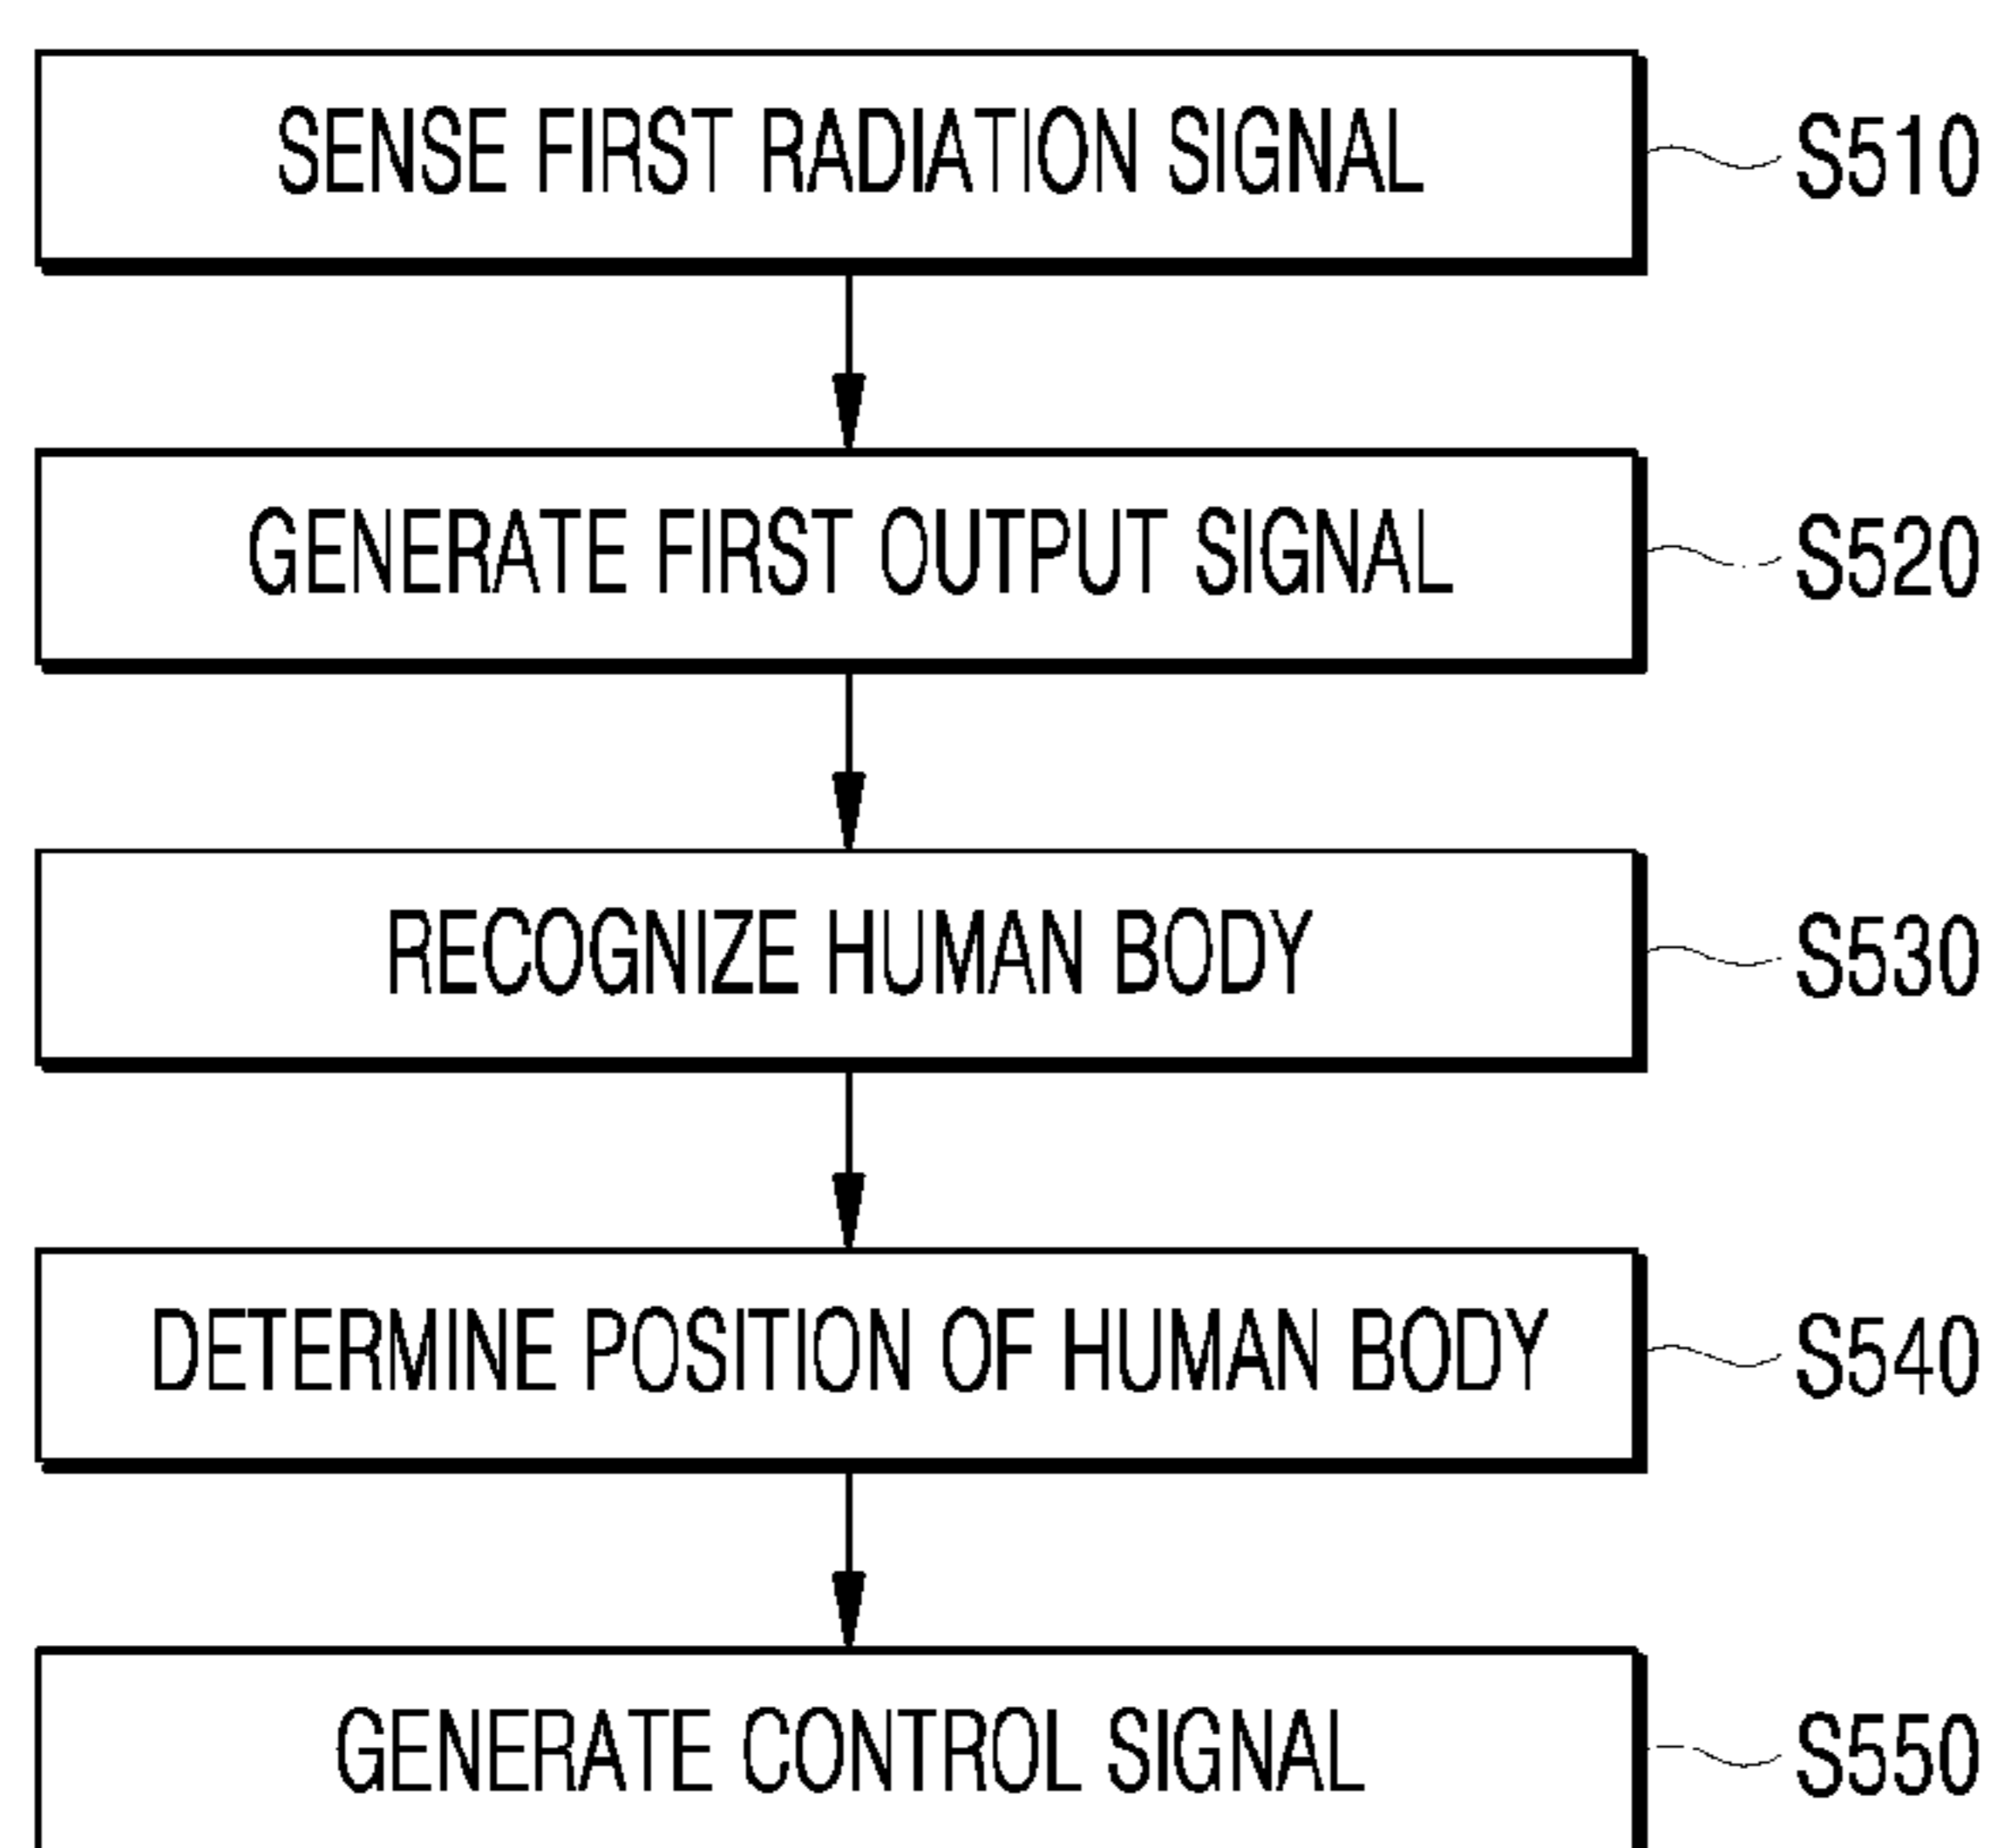 SENSE FIRST RADIATION SIGNAL S510
GENERATE FIRST OUTPUT SIGNAL S520
RECOGNIZE HUMAN BODY S530
DETERMINE POSITION OF HUMAN BODY S540
GENERATE CONTROL SIGNAL S550